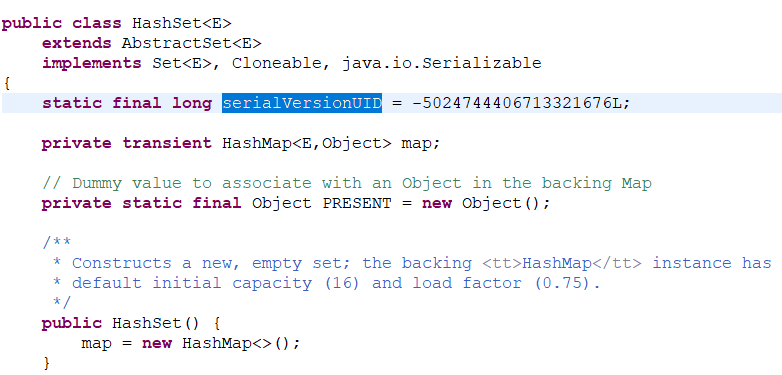 public class HashSet<E>
    extends AbstractSet<E>
    implements Set<E>, Cloneable, java.io.Serializable
{
    static final long serialVersionUID = -5024744406713321676L;

    private transient HashMap<E,Object> map;

    // Dummy value to associate with an Object in the backing Map
    private static final Object PRESENT = new Object();

    /**
     * Constructs a new, empty set; the backing <tt>HashMap</tt> instance has
     * default initial capacity (16) and load factor (0.75).
     */
    public HashSet() {
        map = new HashMap<>();
    }